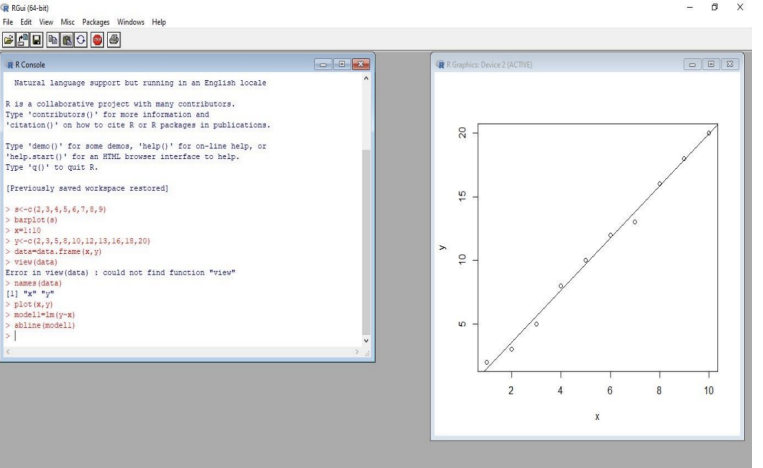 RGui (64-bit)
File Edit View Misc Packages Windows Help
R Console
Natural language support but running in an English locale
R is a collaborative project with many contributors.
Type 'contributors()' for more information and
'citation()' on how to cite R or R packages in publications.
Type 'demo()' for some demos, 'help()' for on-line help, or
'help.start()' for an HTML browser interface to help.
Type 'q()' to quit R.
[Previously saved workspace restored]
> s<-c(2,3,4,5,6,7,8,9)
> barplot(s)
> x=1:10
> y<-c(2,3,5,8,10,12,13,16,18,20)
> data=data.frame(x,y)
> view(data)
Error in view(data) : could not find function "view"
> names(data)
[1] "x" "y"
> plot(x,y)
> model1=lm(y~x)
> abline(model1)
>
R Graphics: Device 2 (ACTIVE)
20
15
10
5
y
2 4 6 8 10
x